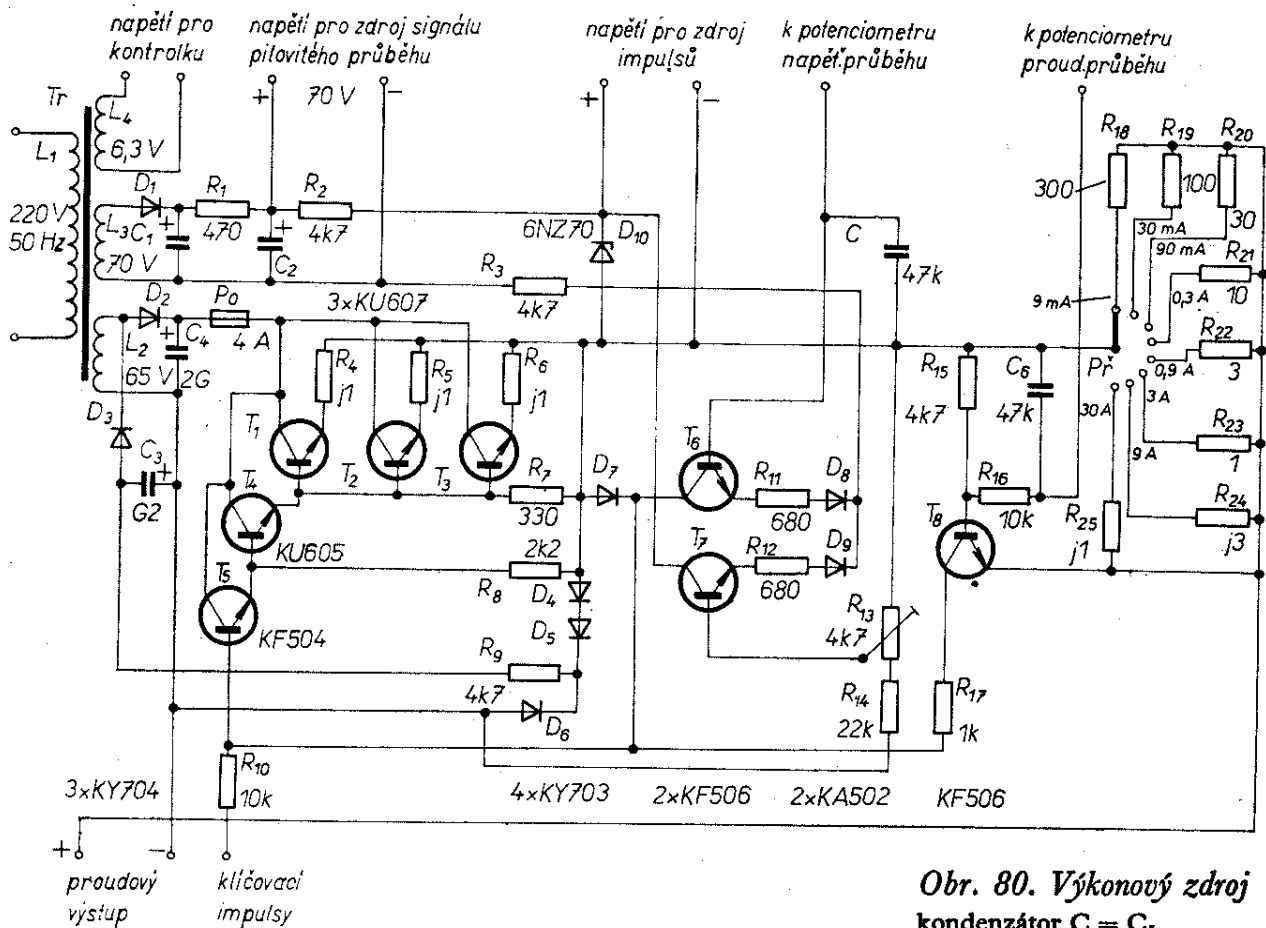 napětí pro
kontrolku
napětí pro zdroj signálu
pilovitého průběhu
napětí pro zdroj
impulsů
k potenciometru
napěť.průběhu
k potenciometru
proud.průběhu
+ 70 V -
+ -
Tr
L4
6,3 V
L1
220 V
50 Hz
D1
+
C1
L3
70 V
R1
470
+
C2
R2
4k7
R3
4k7
6NZ70
D10
C
47k
R18
300
R19
100
R20
30
30 mA
90 mA
9 mA
R21
0,3 A
10
R22
0,9 A
3
Př
3A
R23
1
30 A
9 A
R24
j3
R25
j1
D2
+
C4
2G
L2
65 V
Po
4 A
3×KU607
R4
j1
R5
j1
R6
j1
D3
C3
+
G2
T1
T2
T3
R7
330
D7
T4
KU605
R8
2k2
D4
D5
T5
KF504
R9
4k7
D6
T6
R11
680
D8
T7
R12
680
D9
R15
4k7
C6
47k
R16
10k
T8
R13
4k7
R14
22k
R17
1k
R10
10k
3×KY704
4×KY703
2×KF506
2×KA502
KF506
+ -
proudový
výstup
klíčovací
impulsy
Obr. 80. Výkonový zdroj
kondenzátor C = C5